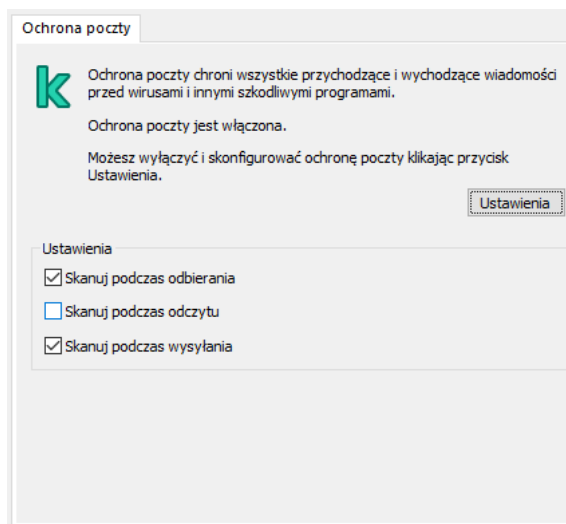 Ochrona poczty
Ochrona poczty chroni wszystkie przychodzące i wychodzące wiadomości
przed wirusami i innymi szkodliwymi programami.
Ochrona poczty jest włączona.
Możesz wyłączyć i skonfigurować ochronę poczty klikając przycisk
Ustawienia.
Ustawienia
Ustawienia
Skanuj podczas odbierania
Skanuj podczas odczytu
Skanuj podczas wysyłania